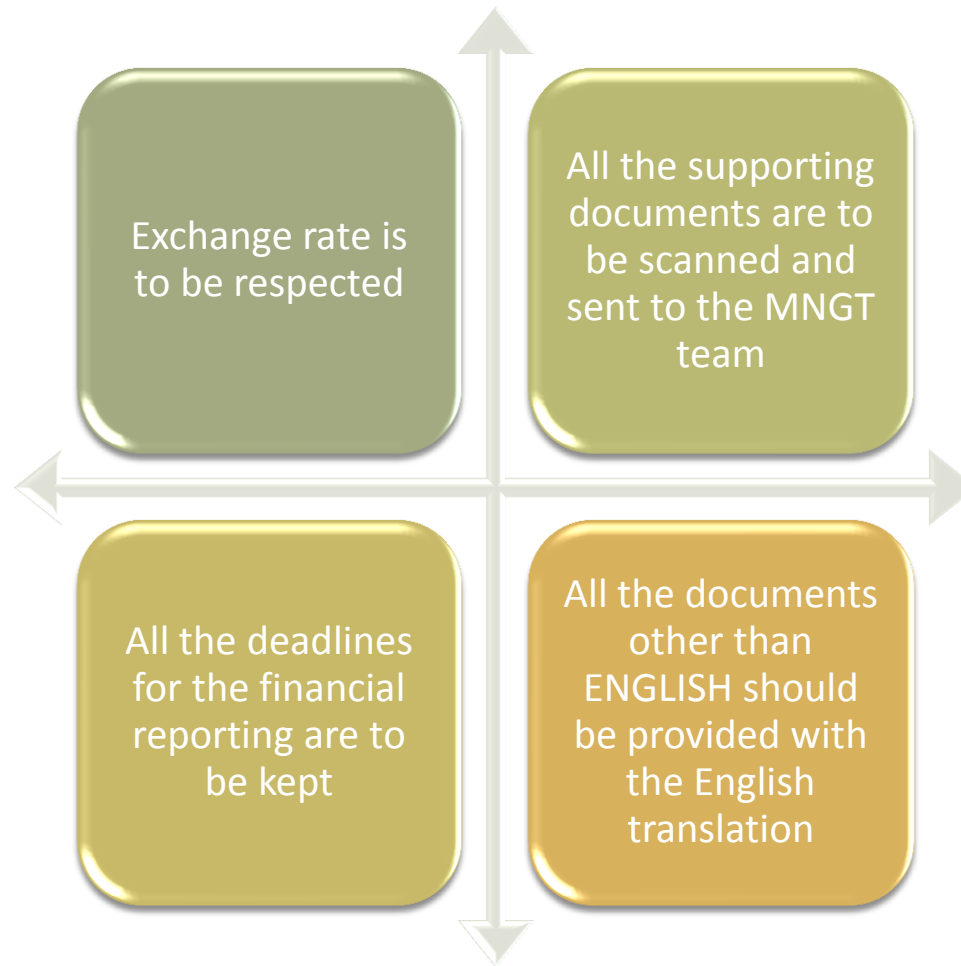 Exchange rate is
to be respected
All the supporting
documents are to
be scanned and
sent to the MNGT
team
All the deadlines
for the financial
reporting are to
be kept
All the documents
other than
ENGLISH should
be provided with
the English
translation